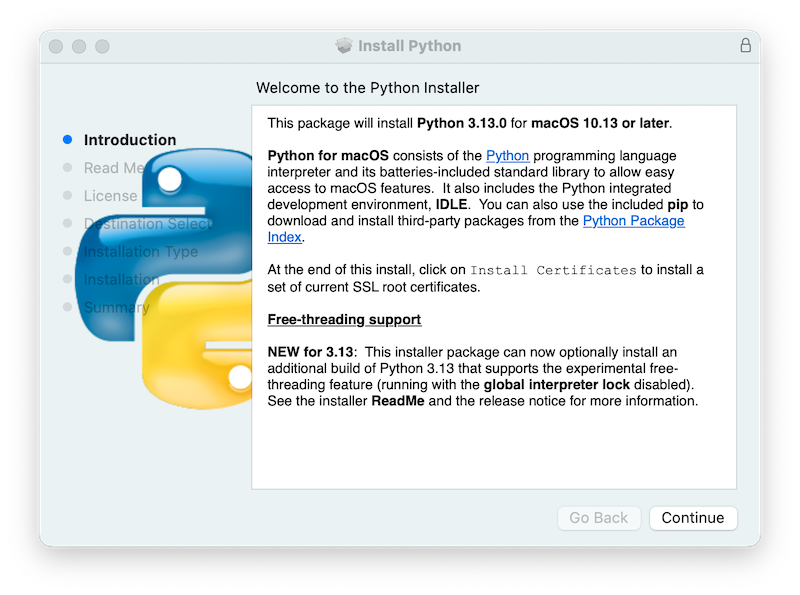 Install Python
Welcome to the Python Installer
Introduction
Read Me
License
Destination Select
Installation Type
Installation
Summary
This package will install Python 3.13.0 for macOS 10.13 or later.
Python for macOS consists of the Python programming language
interpreter and its batteries-included standard library to allow easy
access to macOS features.  It also includes the Python integrated
development environment, IDLE.  You can also use the included pip to
download and install third-party packages from the Python Package
Index.
At the end of this install, click on Install Certificates to install a
set of current SSL root certificates.
Free-threading support
NEW for 3.13:  This installer package can now optionally install an
additional build of Python 3.13 that supports the experimental free-
threading feature (running with the global interpreter lock disabled).
See the installer ReadMe and the release notice for more information.
Go Back
Continue